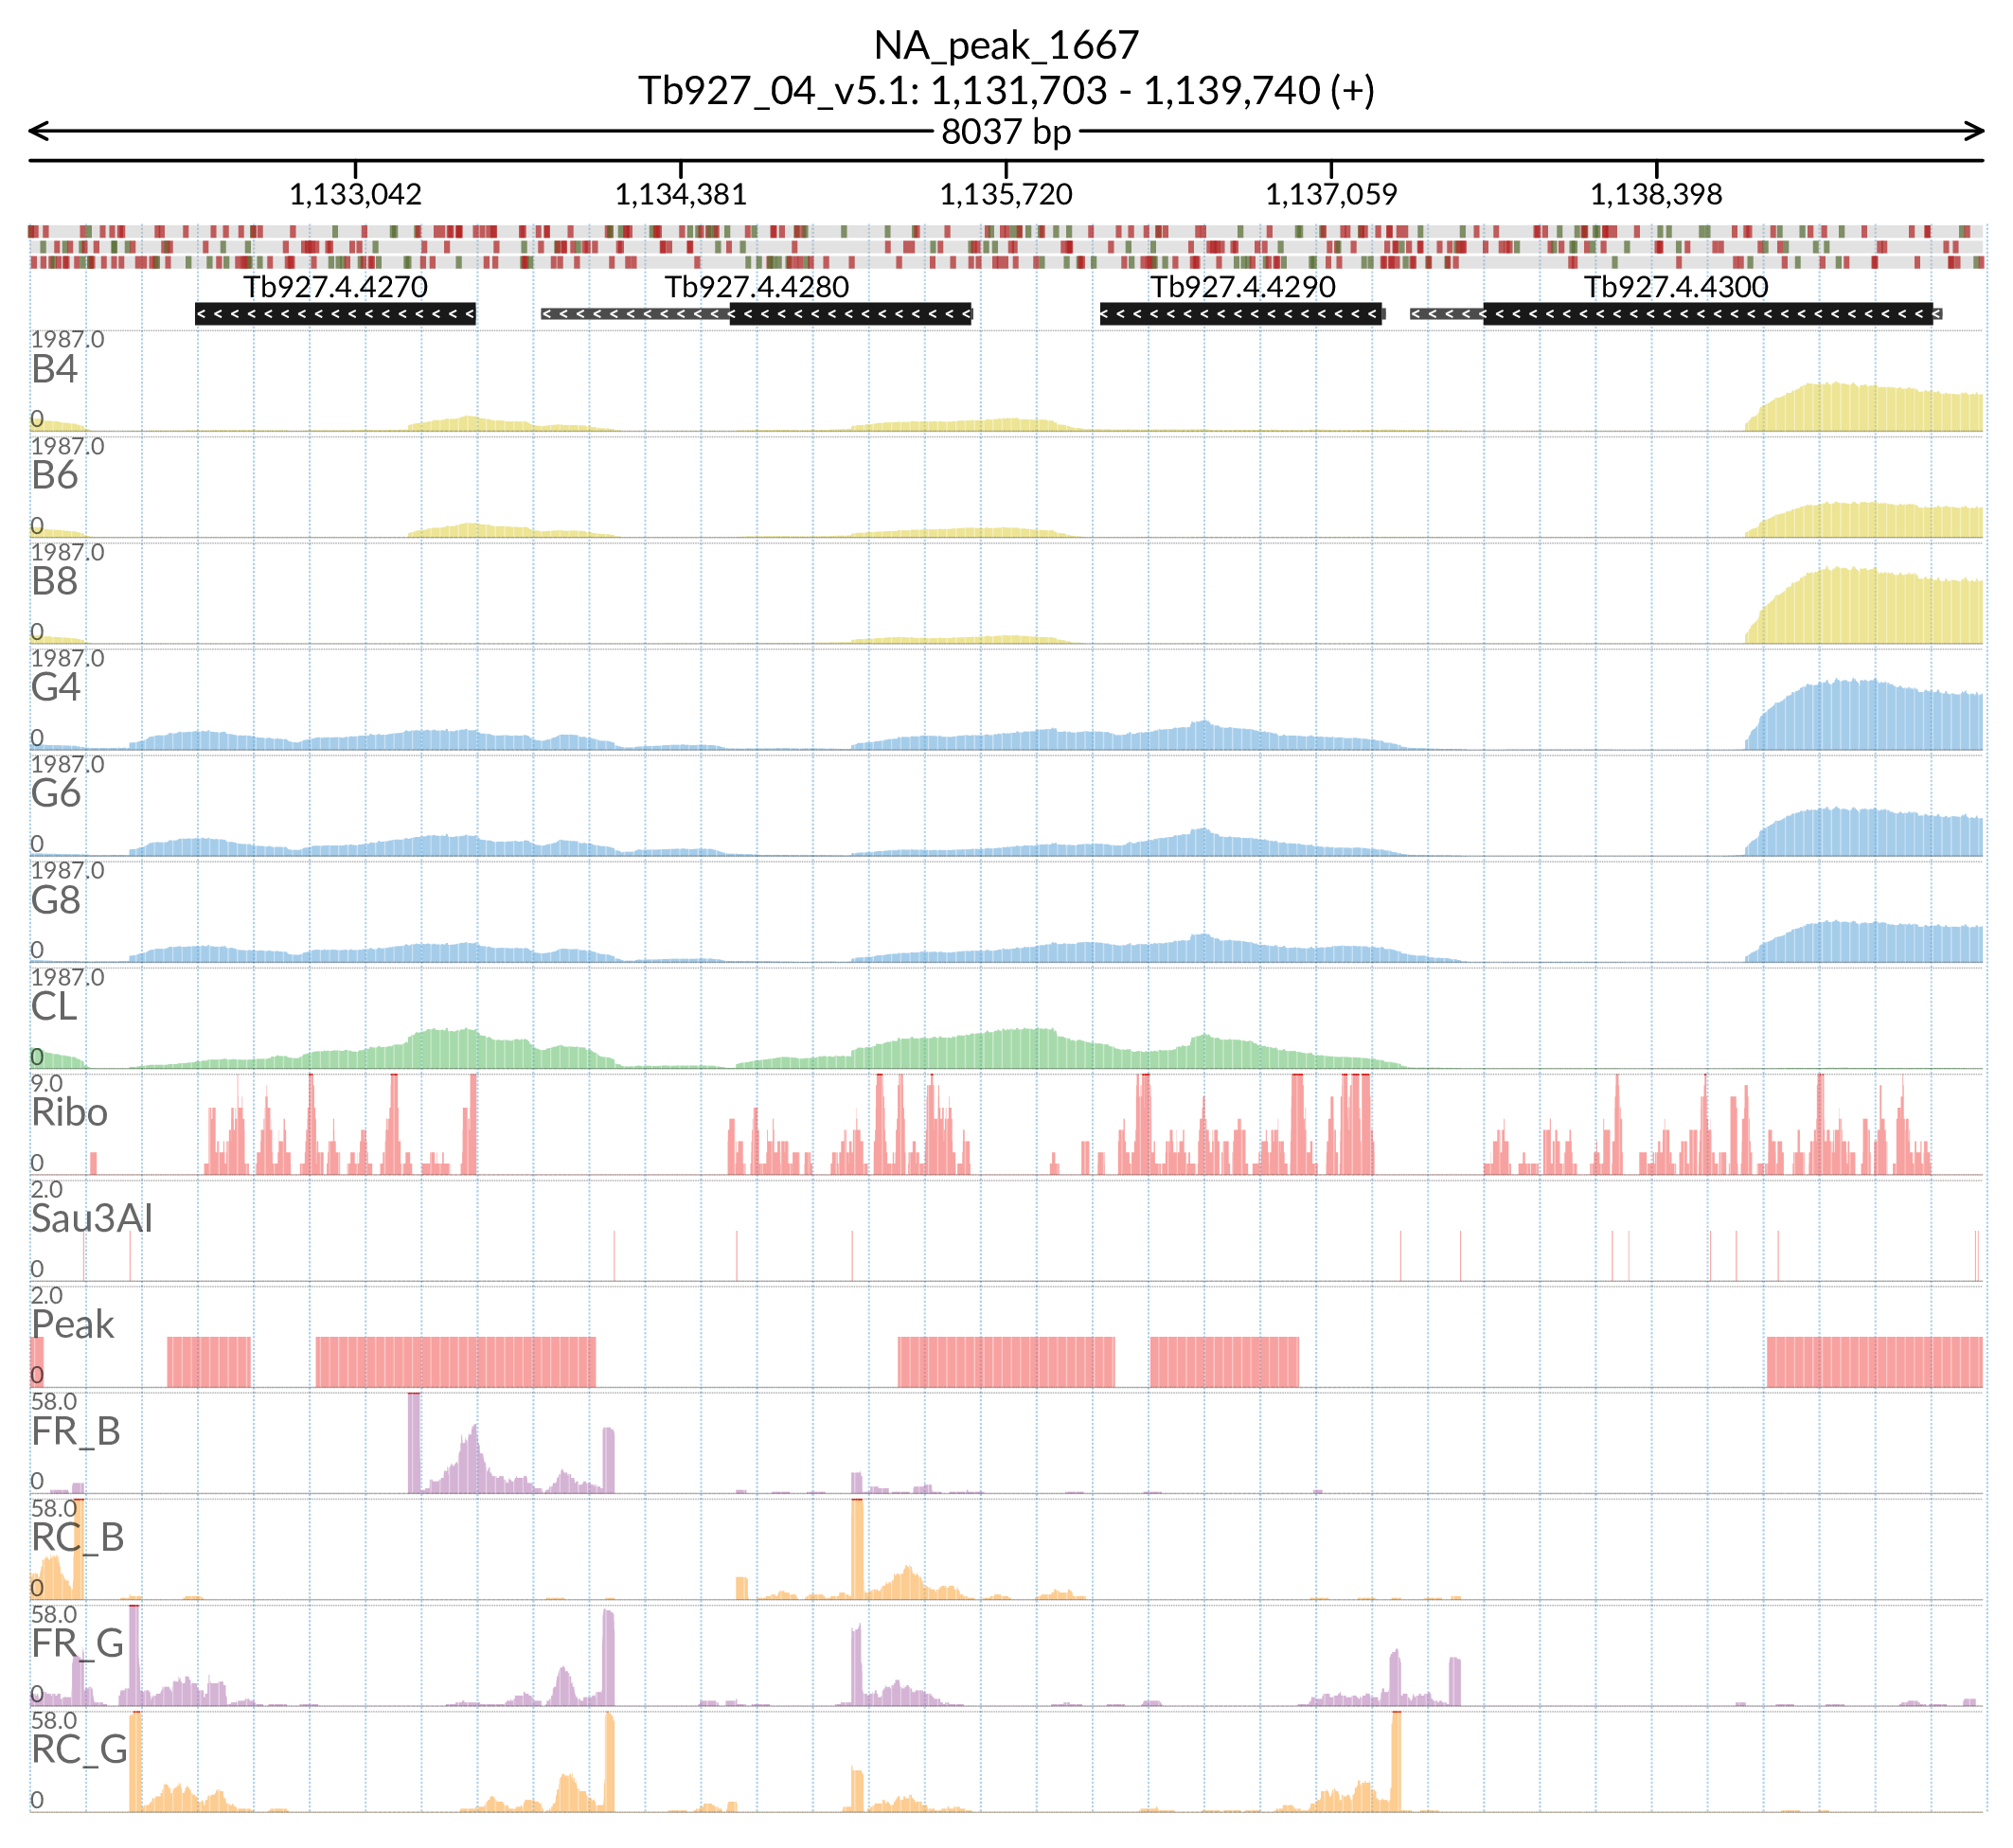 NA_peak_1667
Tb927_04_v5.1: 1,131,703 - 1,139,740 (+)
8037 bp
1,133,042 1,134,381 1,135,720 1,137,059 1,138,398
Tb927.4.4270 Tb927.4.4280 Tb927.4.4290 Tb927.4.4300
1987.0
B4
0
1987.0
B6
0
1987.0
B8
0
1987.0
G4
0
1987.0
G6
0
1987.0
G8
0
1987.0
CL
0
9.0
Ribo
0
2.0
Sau3AI
0
2.0
Peak
0
58.0
FR_B
0
58.0
RC_B
0
58.0
FR_G
0
58.0
RC_G
0